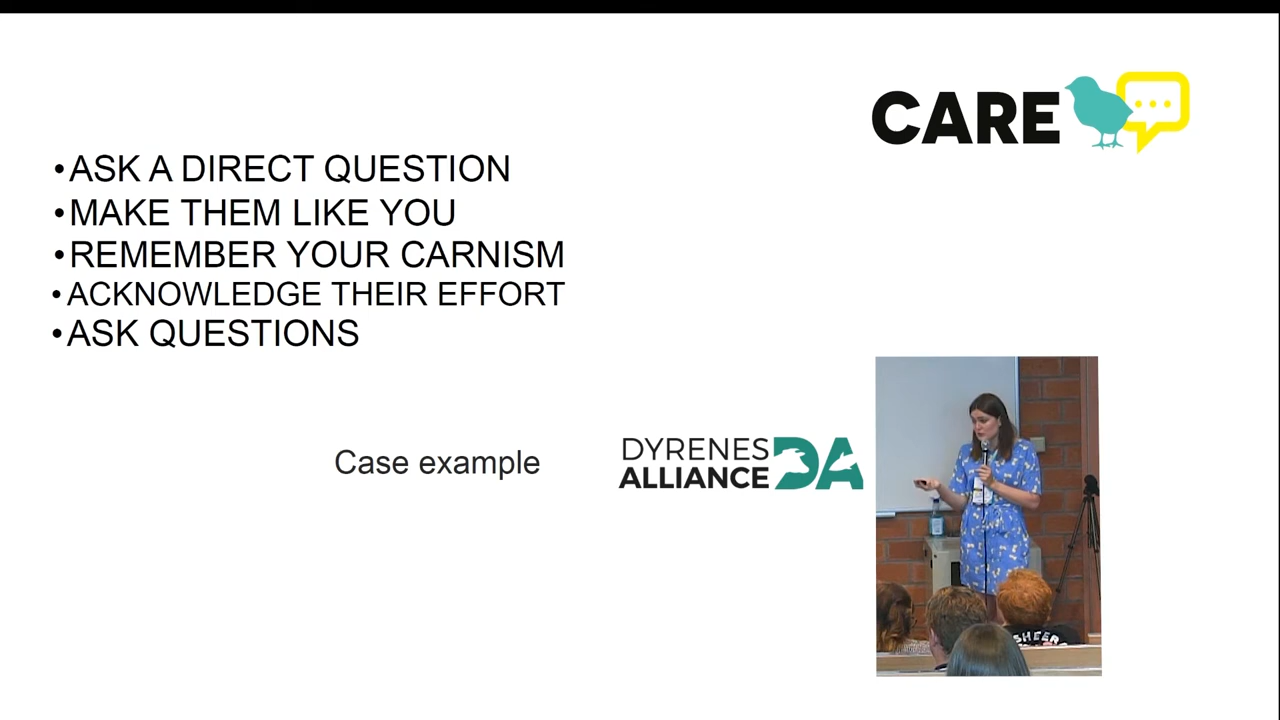 CARE
•ASK A DIRECT QUESTION
•MAKE THEM LIKE YOU
•REMEMBER YOUR CARNISM
•ACKNOWLEDGE THEIR EFFORT
•ASK QUESTIONS
Case example
DYRENES
ALLIANCE DA
SHEEP